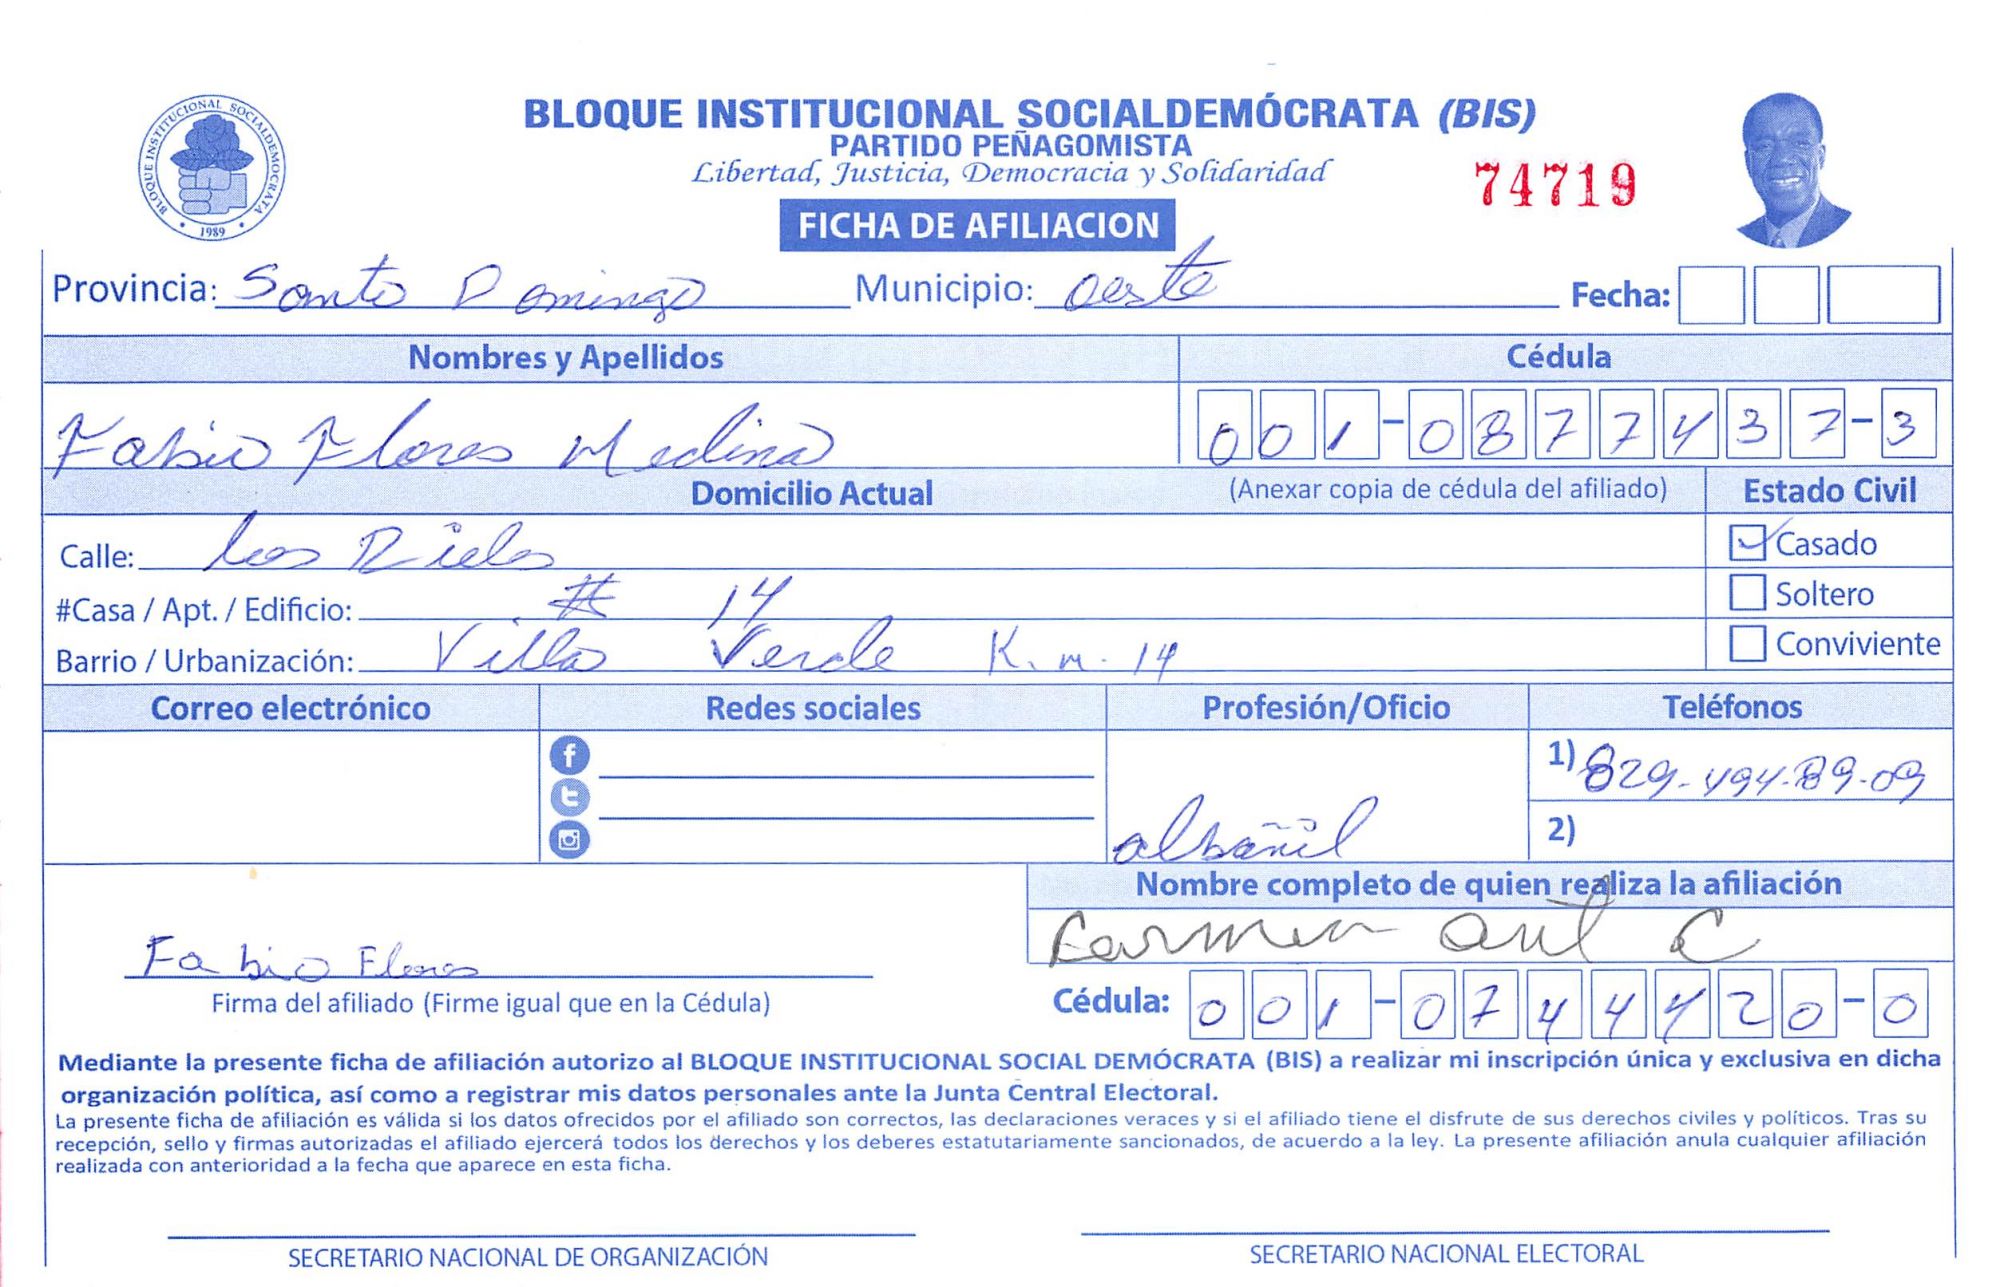 BLOQUE INSTITUCIONAL SOCIALDEMÓCRATA
1989
BLOQUE INSTITUCIONAL SOCIALDEMÓCRATA (BIS)
PARTIDO PEÑAGOMISTA
Libertad, Justicia, Democracia y Solidaridad
74719
FICHA DE AFILIACION
Provincia: Santo Domingo Municipio: Oeste Fecha:
Nombres y Apellidos Cédula
Fabio Flores Medina 001-0877437-3
Domicilio Actual (Anexar copia de cédula del afiliado) Estado Civil
Calle: Los Rieles Casado
#Casa / Apt. / Edificio: # 14 Soltero
Barrio / Urbanización: Villa Verde K.m. 14 Conviviente
Correo electrónico Redes sociales Profesión/Oficio Teléfonos
1) 829-494-89-09
albañil 2)
Nombre completo de quien realiza la afiliación
Carmen Ant C
Fabio Flores
Firma del afiliado (Firme igual que en la Cédula) Cédula: 001-0744420-0
Mediante la presente ficha de afiliación autorizo al BLOQUE INSTITUCIONAL SOCIAL DEMÓCRATA (BIS) a realizar mi inscripción única y exclusiva en dicha
organización política, así como a registrar mis datos personales ante la Junta Central Electoral.
La presente ficha de afiliación es válida si los datos ofrecidos por el afiliado son correctos, las declaraciones veraces y si el afiliado tiene el disfrute de sus derechos civiles y políticos. Tras su
recepción, sello y firmas autorizadas el afiliado ejercerá todos los derechos y los deberes estatutariamente sancionados, de acuerdo a la ley. La presente afiliación anula cualquier afiliación
realizada con anterioridad a la fecha que aparece en esta ficha.
SECRETARIO NACIONAL DE ORGANIZACIÓN SECRETARIO NACIONAL ELECTORAL